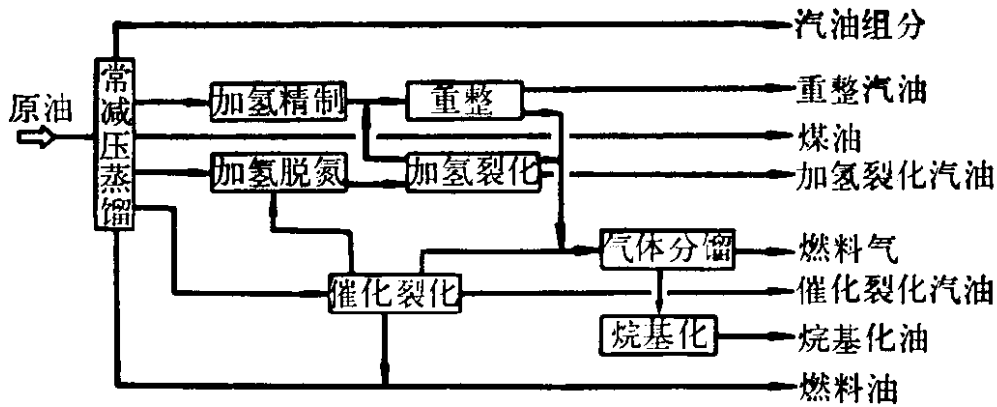 汽油组分
常减压蒸馏
原油
加氢精制
重整
重整汽油
煤油
加氢脱氮
加氢裂化
加氢裂化汽油
气体分馏
燃料气
催化裂化
催化裂化汽油
烷基化
烷基化油
燃料油